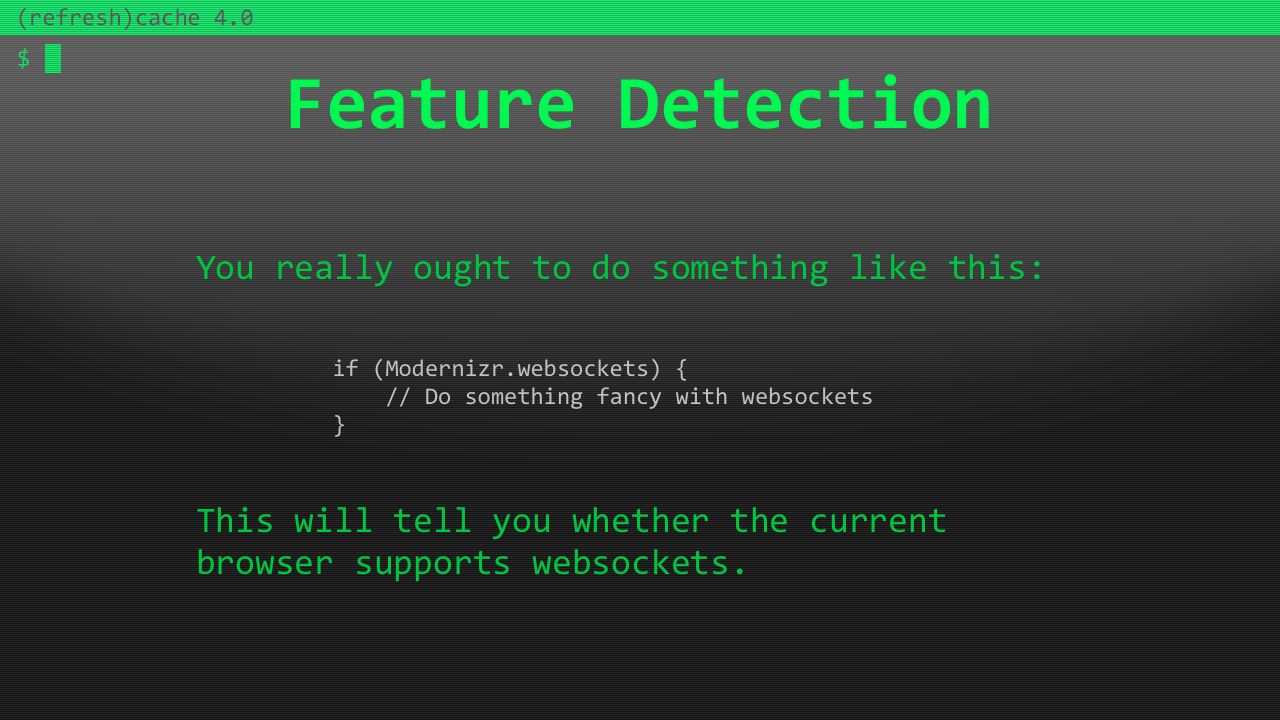 (refresh)cache 4.0
$
Feature Detection
You really ought to do something like this:
if (Modernizr.websockets) {
    // Do something fancy with websockets
}
This will tell you whether the current
browser supports websockets.